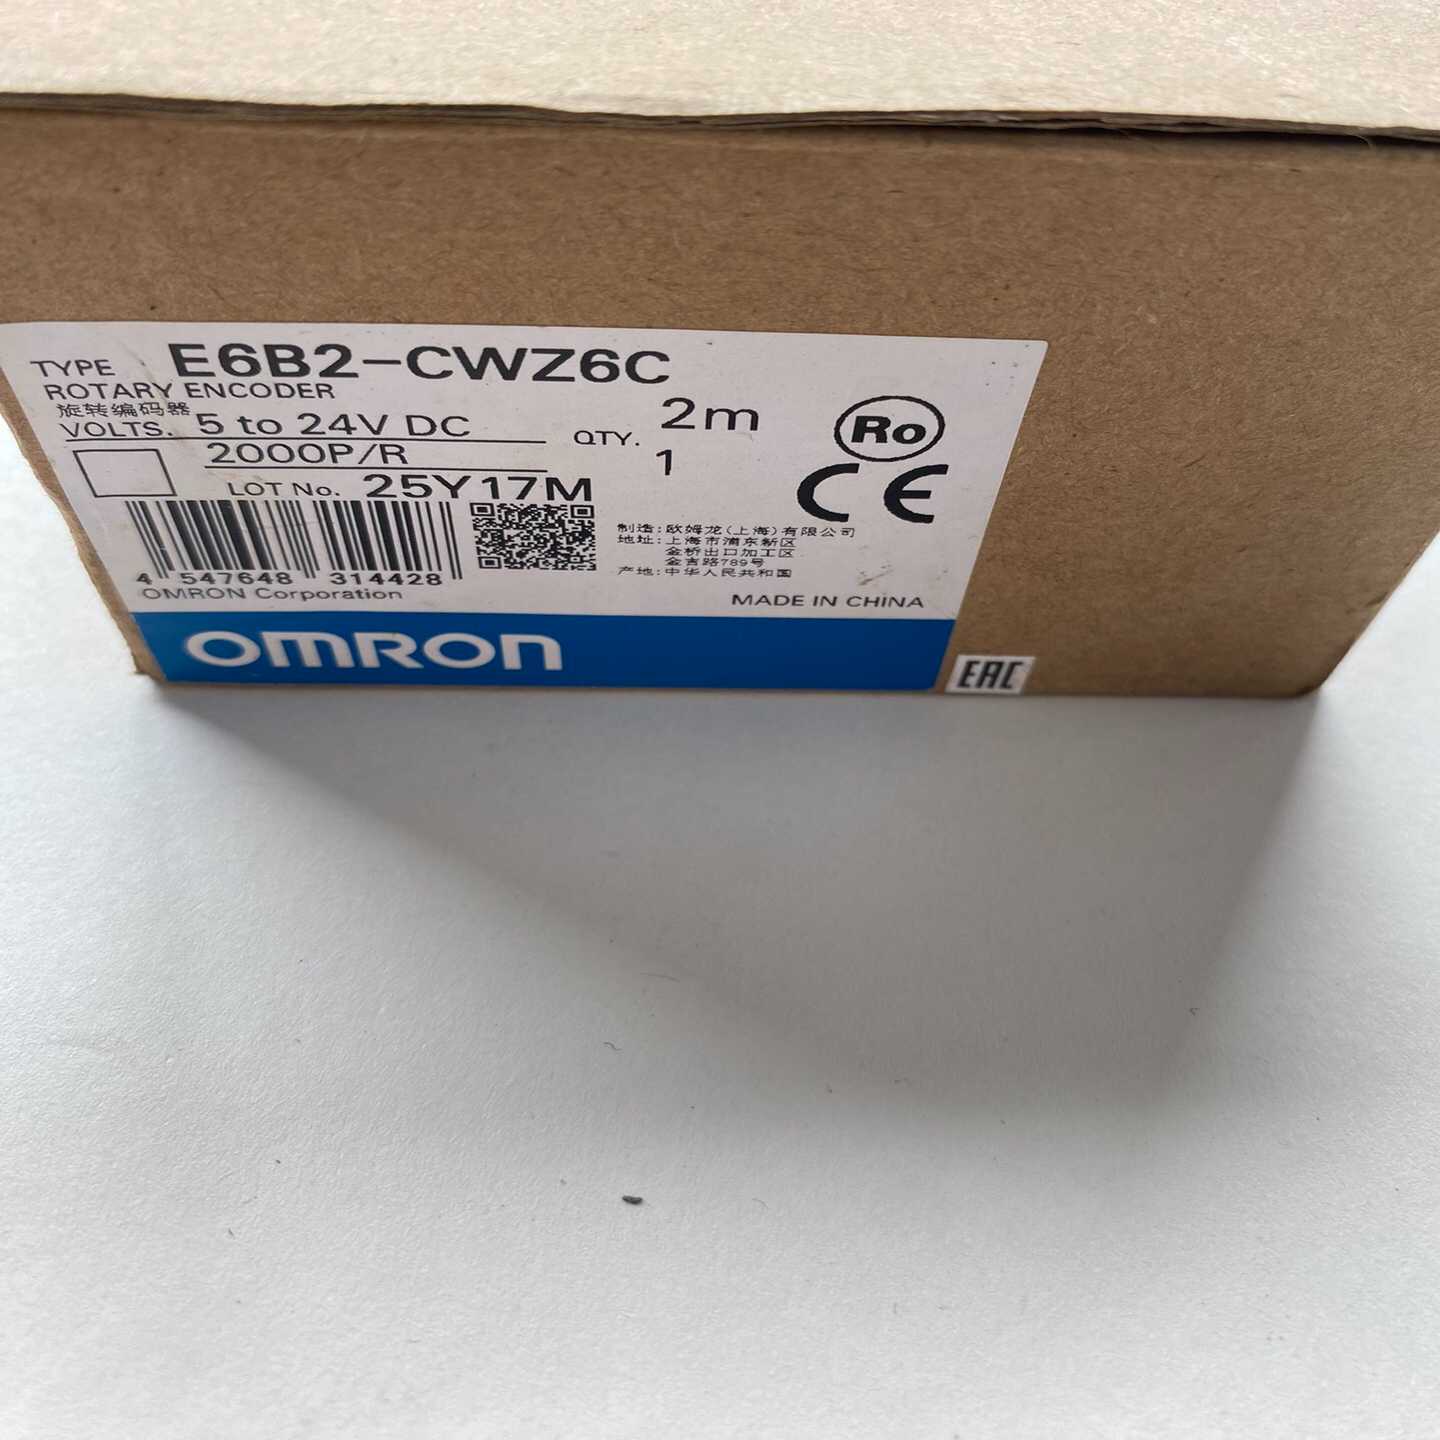 TYPE E6B2-CWZ6C
ROTARY ENCODER
旋转编码器
VOLTS. 5 to 24V DC
2m
2000P/R
QTY. 1
LOT No. 25Y17M
Ro
CE
制造:欧姆龙(上海)有限公司
地址:上海市浦东新区
金桥出口加工区
金吉路789号
产地:中华人民共和国
4 547648 314428
OMRON Corporation
MADE IN CHINA
OMRON
EAC